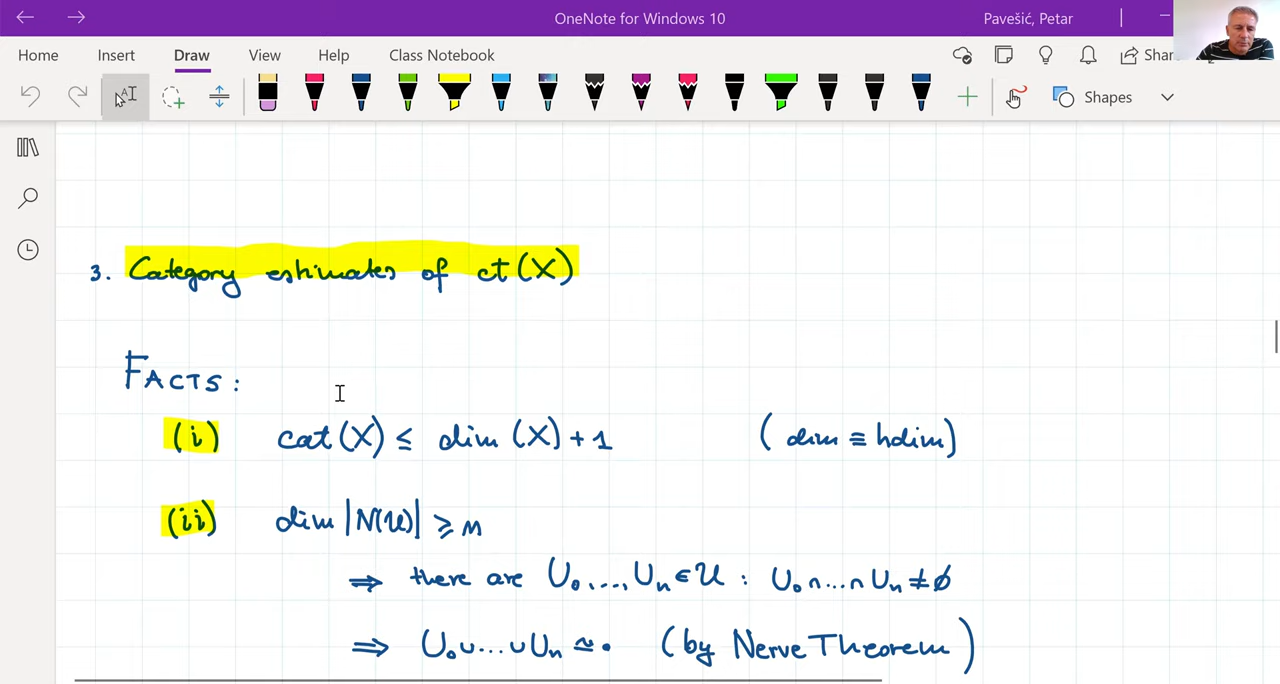 OneNote for Windows 10
Pavešić, Petar
Home Insert Draw View Help Class Notebook
Shapes
3. Category estimates of ct(X)
FACTS:
(i) cat(X) ≤ dim(X)+1 (dim ≡ hdim)
(ii) dim |N(U)| ≥ n
⇒ there are U₀,...,Uₙ ∈ U : U₀∩...∩Uₙ ≠ ∅
⇒ U₀∪...∪Uₙ ≃ • (by Nerve Theorem)